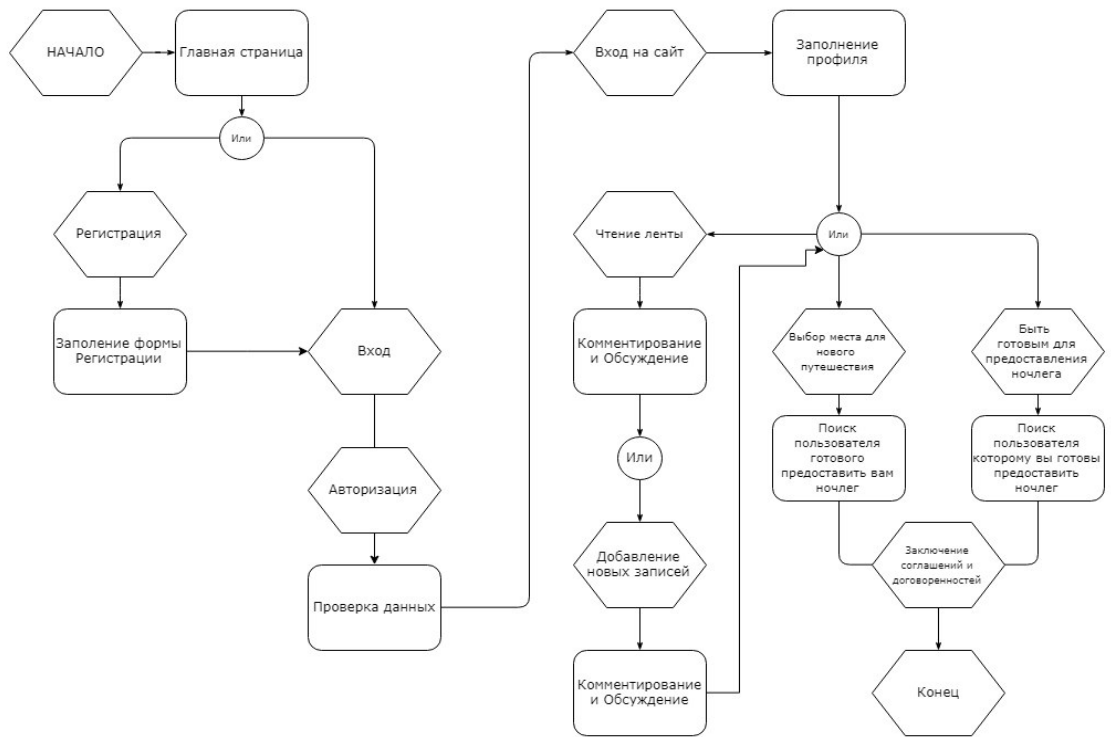 НАЧАЛО
Главная страница
Или
Регистрация
Заполение формы
Регистрации
Вход
Авторизация
Проверка данных
Вход на сайт
Заполнение
профиля
Или
Чтение ленты
Комментирование
и Обсуждение
Или
Добавление
новых записей
Комментирование
и Обсуждение
Выбор места для
нового
путешествия
Поиск
пользователя
готового
предоставить вам
ночлег
Быть
готовым для
предоставления
ночлега
Поиск
пользователя
которому вы готовы
предоставить
ночлег
Заключение
соглашений и
договоренностей
Конец